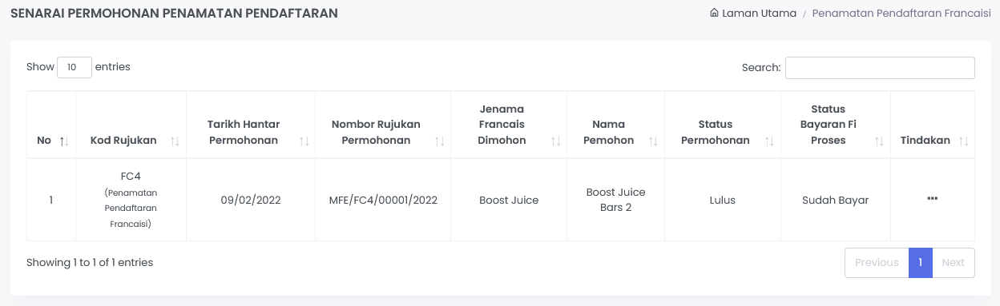 SENARAI PERMOHONAN PENAMATAN PENDAFTARAN
Laman Utama / Penamatan Pendaftaran Francaisi
Show 10 entries
Search:
No
Kod Rujukan
Tarikh Hantar
Permohonan
Nombor Rujukan
Permohonan
Jenama
Francais
Dimohon
Nama
Pemohon
Status
Permohonan
Status
Bayaran Fi
Proses
Tindakan
1
FC4
(Penamatan
Pendaftaran
Francaisi)
09/02/2022
MFE/FC4/00001/2022
Boost Juice
Boost Juice
Bars 2
Lulus
Sudah Bayar
Showing 1 to 1 of 1 entries
Previous 1 Next